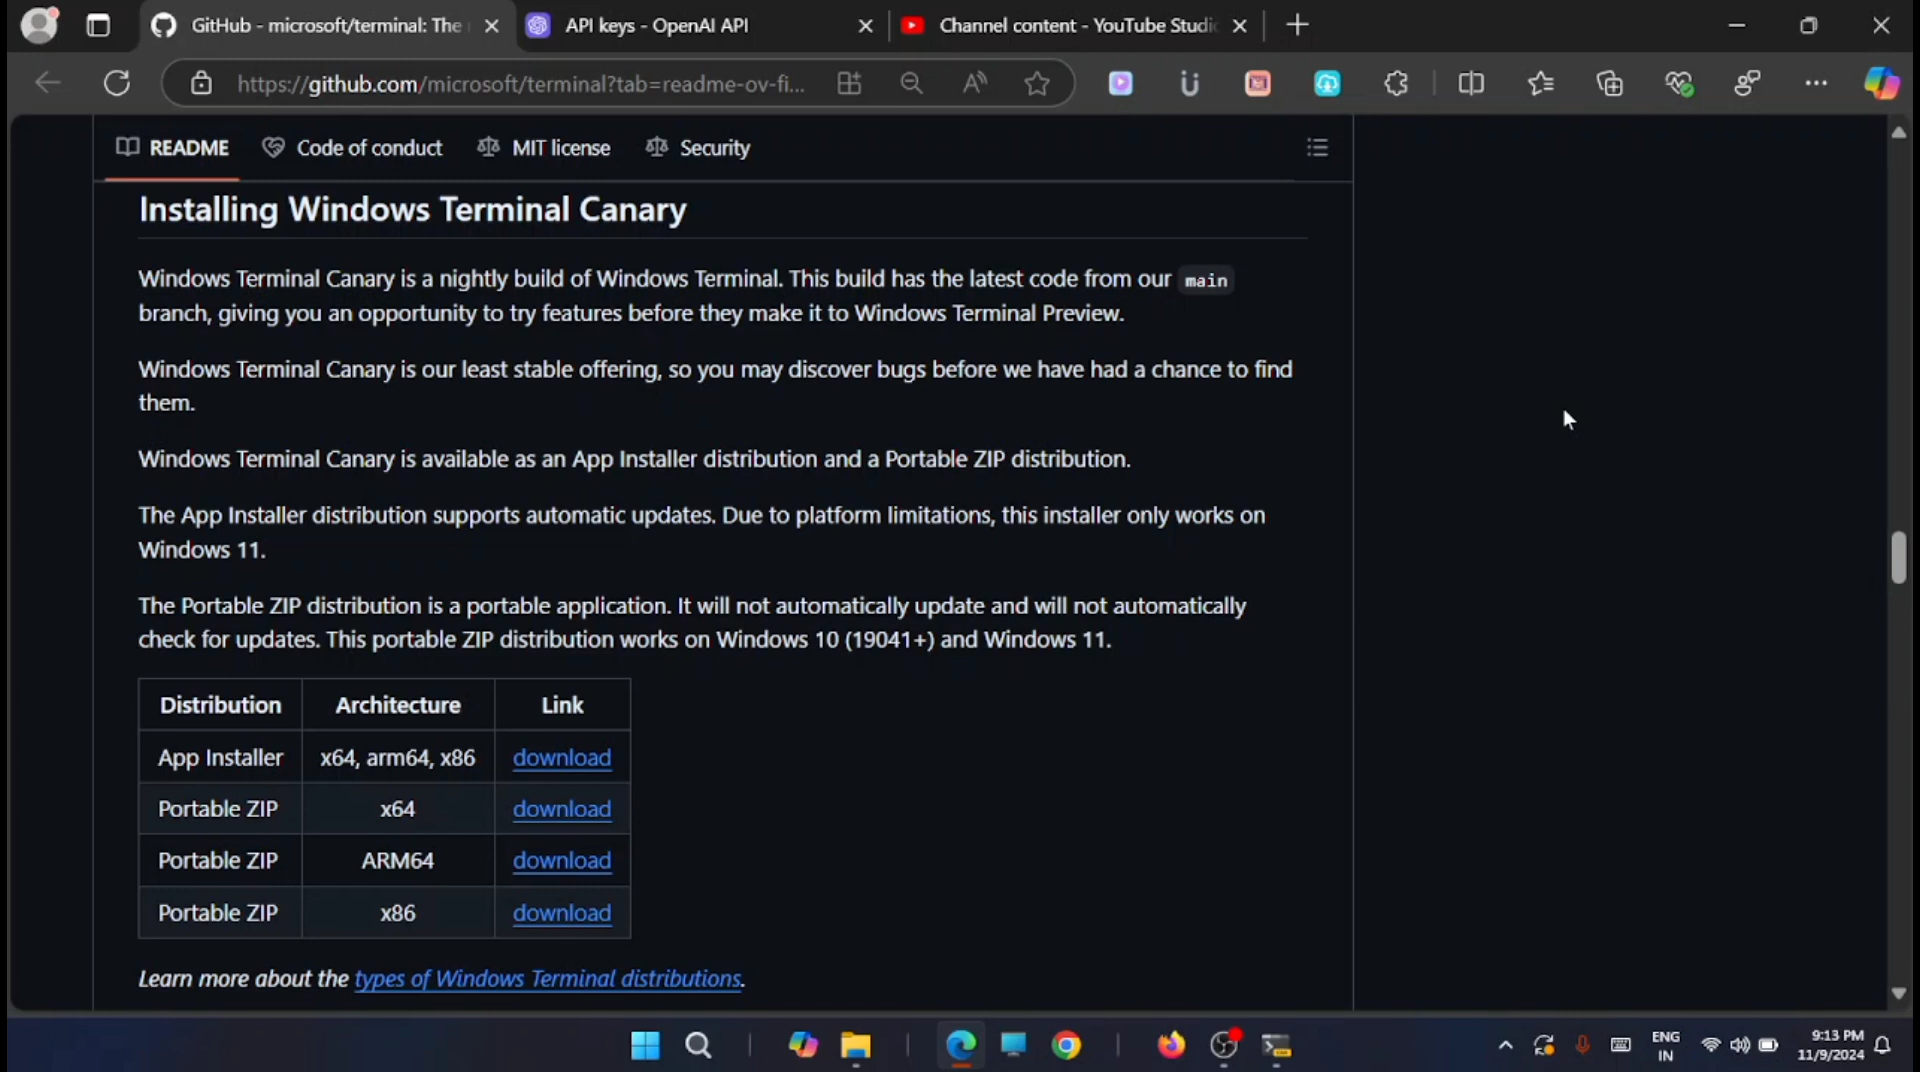 GitHub - microsoft/terminal: The
API keys - OpenAI API
Channel content - YouTube Studio
https://github.com/microsoft/terminal?tab=readme-ov-fi...
README
Code of conduct
MIT license
Security
Installing Windows Terminal Canary
Windows Terminal Canary is a nightly build of Windows Terminal. This build has the latest code from our main
branch, giving you an opportunity to try features before they make it to Windows Terminal Preview.
Windows Terminal Canary is our least stable offering, so you may discover bugs before we have had a chance to find
them.
Windows Terminal Canary is available as an App Installer distribution and a Portable ZIP distribution.
The App Installer distribution supports automatic updates. Due to platform limitations, this installer only works on
Windows 11.
The Portable ZIP distribution is a portable application. It will not automatically update and will not automatically
check for updates. This portable ZIP distribution works on Windows 10 (19041+) and Windows 11.
Distribution Architecture Link
App Installer x64, arm64, x86 download
Portable ZIP x64 download
Portable ZIP ARM64 download
Portable ZIP x86 download
Learn more about the types of Windows Terminal distributions.
ENG
IN
9:13 PM
11/9/2024